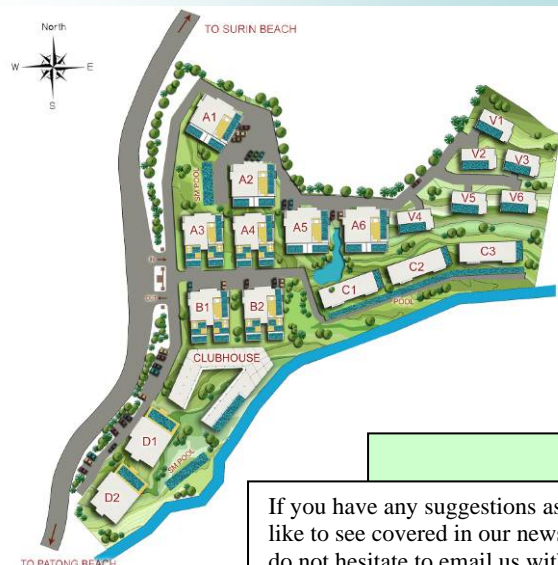 North
TO SURIN BEACH
W E
S
A1
V1
A2
SM POOL
V2
V3
A3
A4
A5
A6
V4
V5
V6
C3
C2
C1
POOL
B1
B2
CLUBHOUSE
D1
SM POOL
D2
TO PATONG BEACH
If you have any suggestions as
like to see covered in our news
do not hesitate to email us with